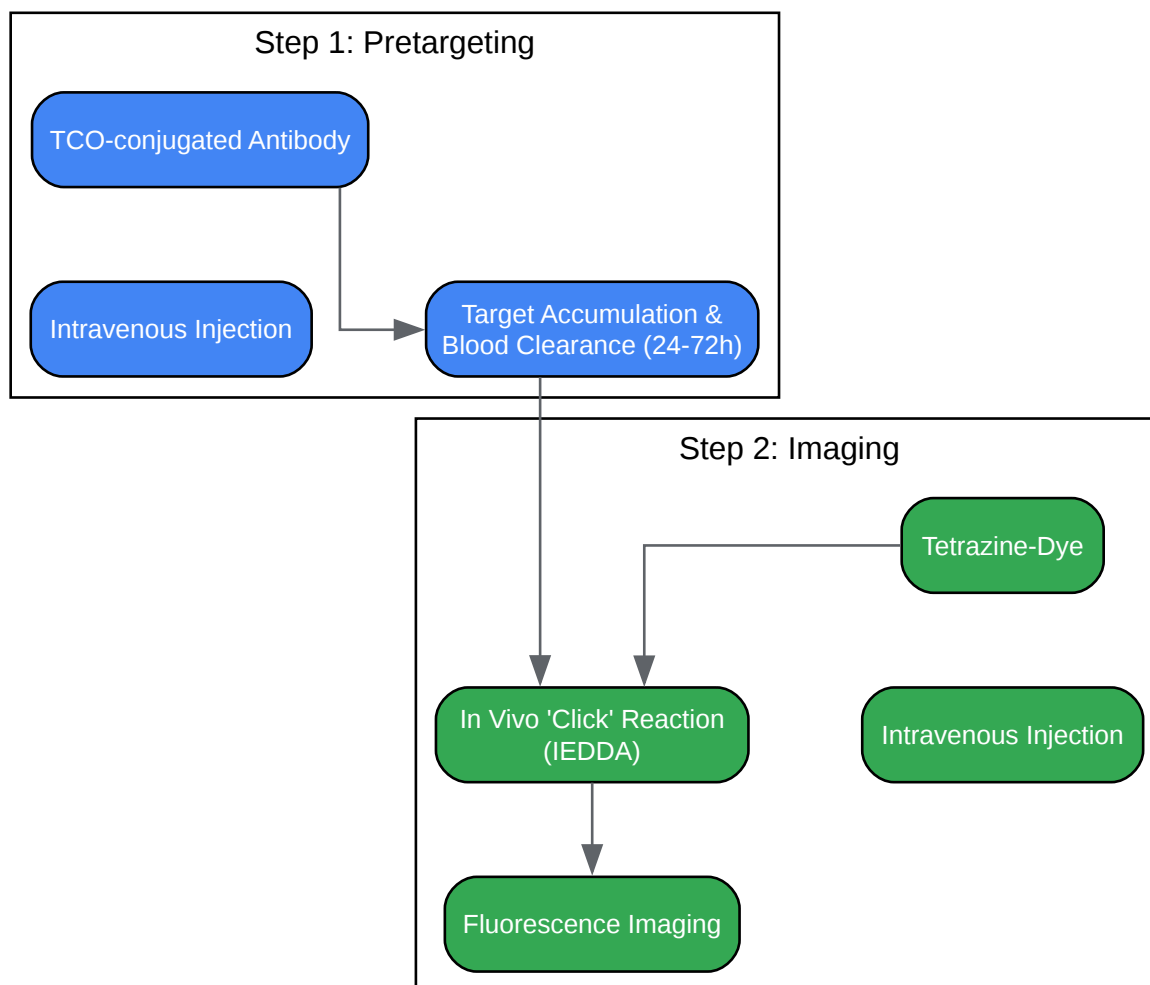 Step 1: Pretargeting
TCO-conjugated Antibody
Intravenous Injection
Target Accumulation &
Blood Clearance (24-72h)
Step 2: Imaging
Tetrazine-Dye
In Vivo 'Click' Reaction
(IEDDA)
Intravenous Injection
Fluorescence Imaging